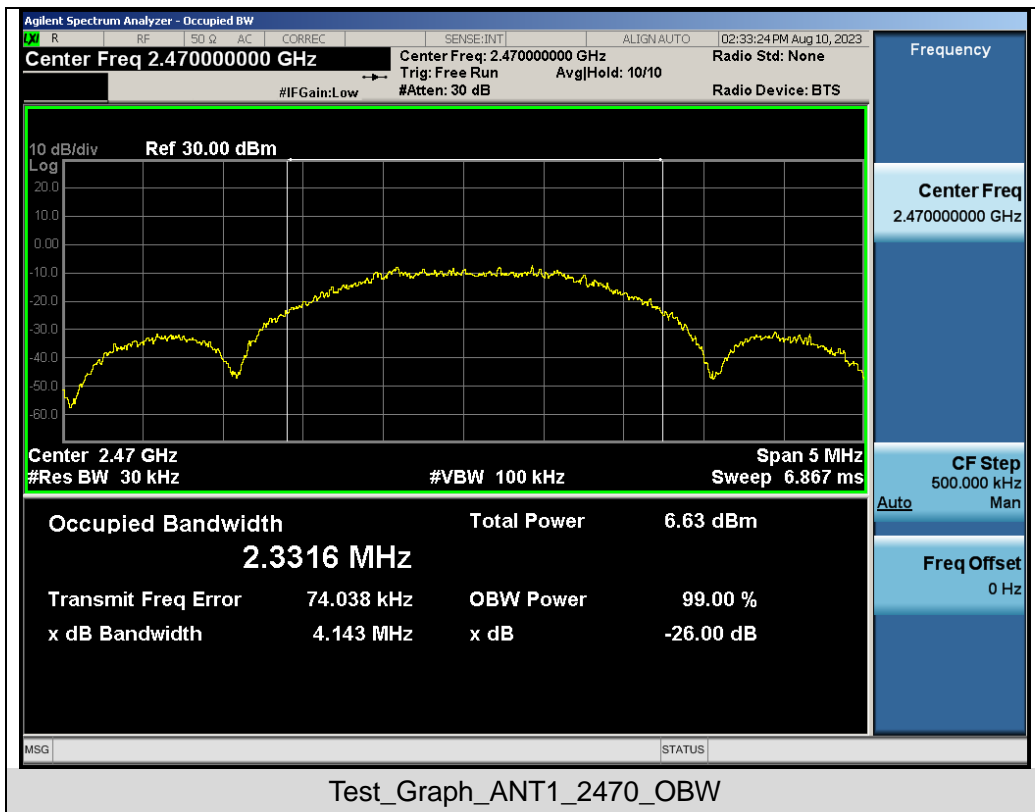 Agilent Spectrum Analyzer - Occupied BW
LXI R RF 50 Ω AC CORREC SENSE:INT ALIGN AUTO 02:33:24 PM Aug 10, 2023
Center Freq 2.470000000 GHz
Center Freq: 2.470000000 GHz Radio Std: None
Trig: Free Run Avg|Hold: 10/10
#IFGain:Low #Atten: 30 dB Radio Device: BTS
10 dB/div Ref 30.00 dBm
Log
20.0
10.0
0.00
-10.0
-20.0
-30.0
-40.0
-50.0
-60.0
Center 2.47 GHz Span 5 MHz
#Res BW 30 kHz #VBW 100 kHz Sweep 6.867 ms
Occupied Bandwidth Total Power 6.63 dBm
2.3316 MHz
Transmit Freq Error 74.038 kHz OBW Power 99.00 %
x dB Bandwidth 4.143 MHz x dB -26.00 dB
MSG STATUS
Frequency
Center Freq
2.470000000 GHz
CF Step
500.000 kHz
Auto Man
Freq Offset
0 Hz
Test_Graph_ANT1_2470_OBW